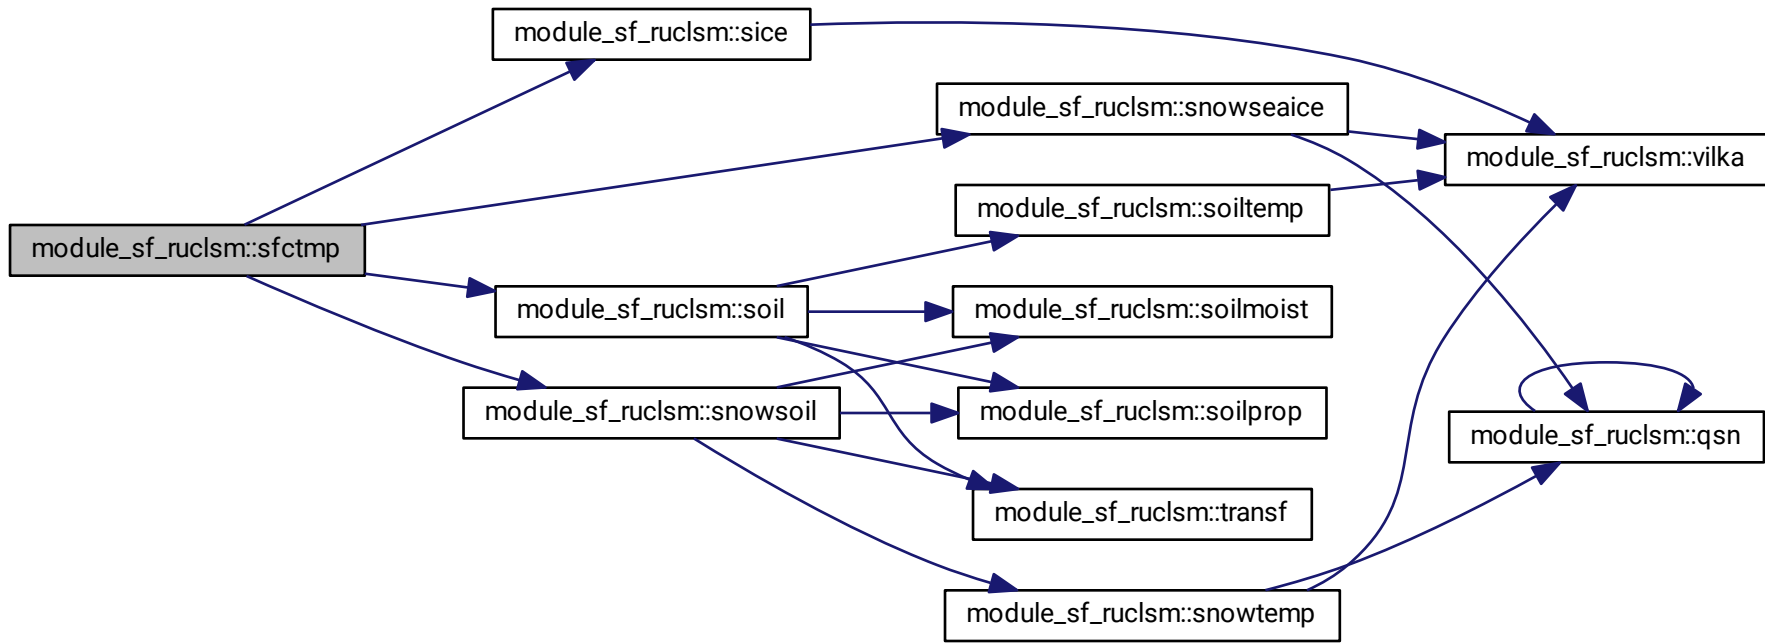 module_sf_ruclsm::sice
module_sf_ruclsm::snowseaice
module_sf_ruclsm::vilka
module_sf_ruclsm::soiltemp
module_sf_ruclsm::sfctmp
module_sf_ruclsm::soil
module_sf_ruclsm::soilmoist
module_sf_ruclsm::snowsoil
module_sf_ruclsm::soilprop
module_sf_ruclsm::qsn
module_sf_ruclsm::transf
module_sf_ruclsm::snowtemp